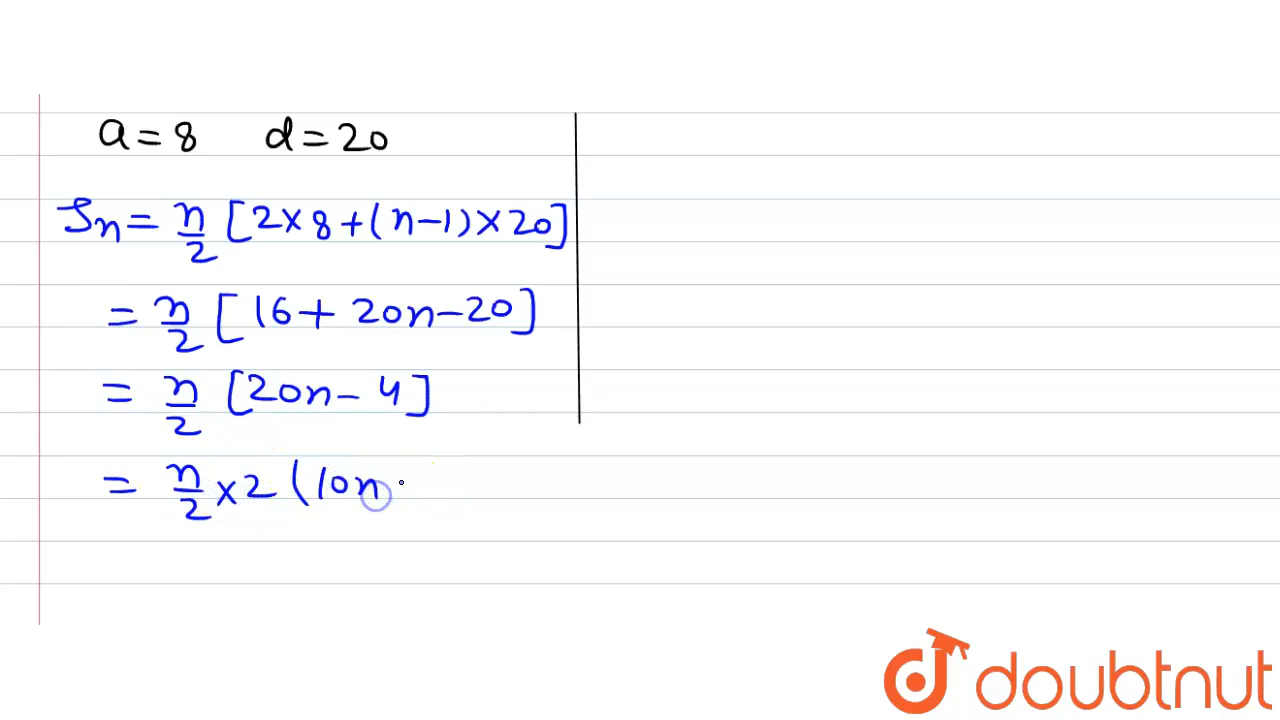 a = 8 d = 20
Sn = n/2 [2 × 8 + (n - 1) × 20]
= n/2 [16 + 20n - 20]
= n/2 [20n - 4]
= n/2 × 2 (10n
doubtnut